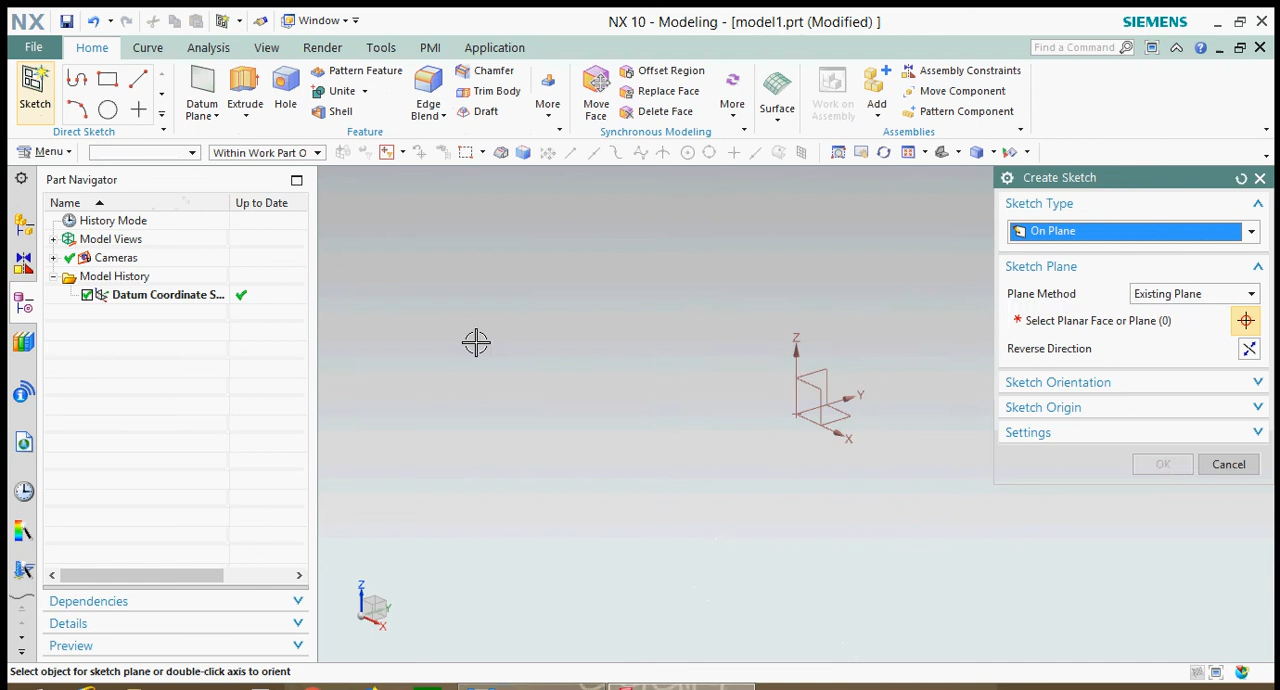 NX
Window
NX 10 - Modeling - [model1.prt (Modified) ]
SIEMENS
File
Home
Curve
Analysis
View
Render
Tools
PMI
Application
Find a Command
Sketch
Direct Sketch
Datum Plane
Extrude
Hole
Pattern Feature
Unite
Shell
Edge Blend
Chamfer
Trim Body
Draft
More
Feature
Move Face
Offset Region
Replace Face
Delete Face
More
Synchronous Modeling
Surface
Work on Assembly
Add
Assembly Constraints
Move Component
Pattern Component
Assemblies
Menu
Within Work Part O
Part Navigator
Name
Up to Date
History Mode
Model Views
Cameras
Model History
Datum Coordinate S...
Dependencies
Details
Preview
Z
Y
X
Z
Y
X
Create Sketch
Sketch Type
On Plane
Sketch Plane
Plane Method
Existing Plane
* Select Planar Face or Plane (0)
Reverse Direction
Sketch Orientation
Sketch Origin
Settings
OK
Cancel
Select object for sketch plane or double-click axis to orient